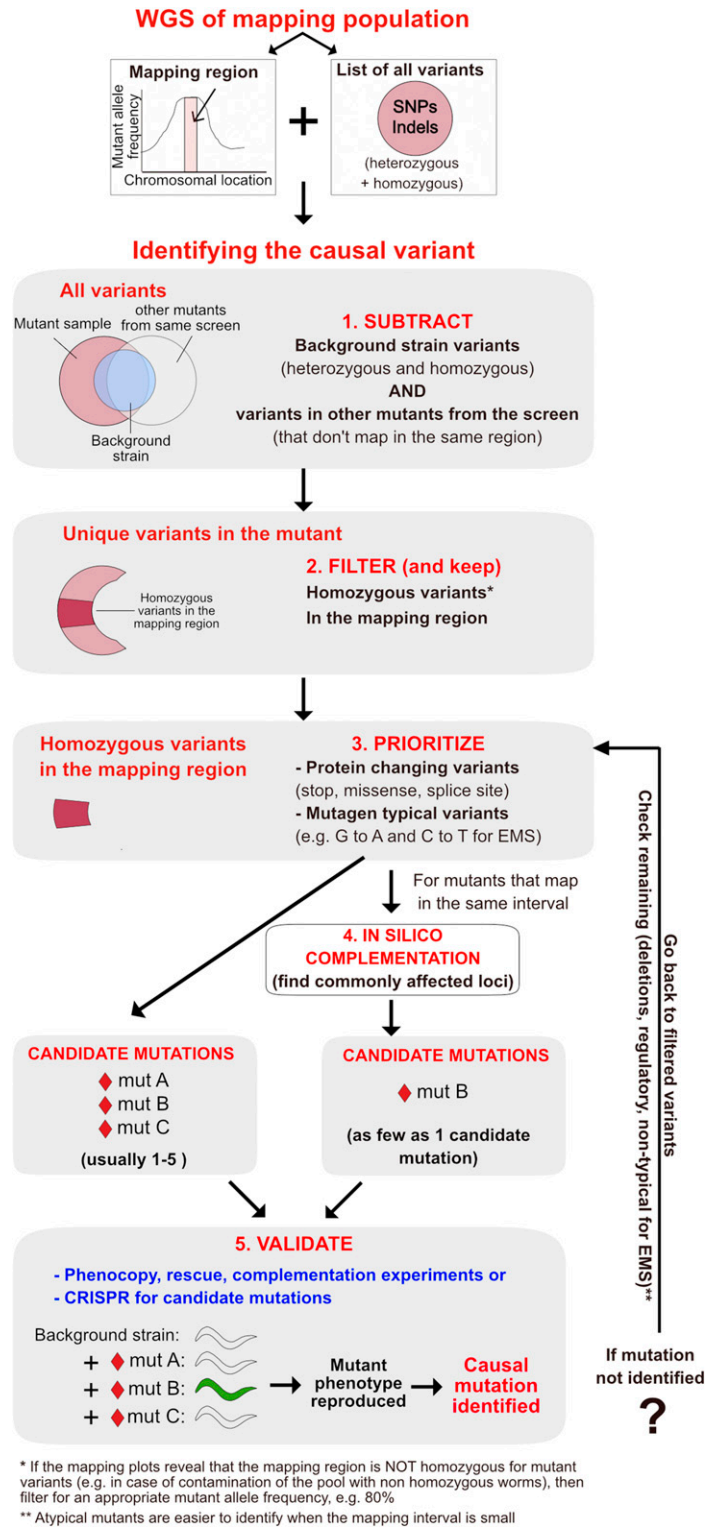 WGS of mapping population
Mapping region
Mutant allele
frequency
Chromosomal location
+
List of all variants
SNPs
Indels
(heterozygous
+ homozygous)
Identifying the causal variant
All variants
Mutant sample
other mutants
from same screen
Background
strain
1. SUBTRACT
Background strain variants
(heterozygous and homozygous)
AND
variants in other mutants from the screen
(that don't map in the same region)
Unique variants in the mutant
Homozygous
variants in the
mapping region
2. FILTER (and keep)
Homozygous variants*
In the mapping region
Homozygous variants
in the mapping region
3. PRIORITIZE
- Protein changing variants
(stop, missense, splice site)
- Mutagen typical variants
(e.g. G to A and C to T for EMS)
For mutants that map
in the same interval
4. IN SILICO
COMPLEMENTATION
(find commonly affected loci)
CANDIDATE MUTATIONS
mut A
mut B
mut C
(usually 1-5 )
CANDIDATE MUTATIONS
mut B
(as few as 1 candidate
mutation)
5. VALIDATE
- Phenocopy, rescue, complementation experiments or
- CRISPR for candidate mutations
Background strain:
+ mut A:
+ mut B:
+ mut C:
Mutant
phenotype
reproduced
Causal
mutation
identified
If mutation
not identified
?
Go back to filtered variants
Check remaining (deletions, regulatory, non-typical for EMS)**
* If the mapping plots reveal that the mapping region is NOT homozygous for mutant
variants (e.g. in case of contamination of the pool with non homozygous worms), then
filter for an appropriate mutant allele frequency, e.g. 80%
** Atypical mutants are easier to identify when the mapping interval is small